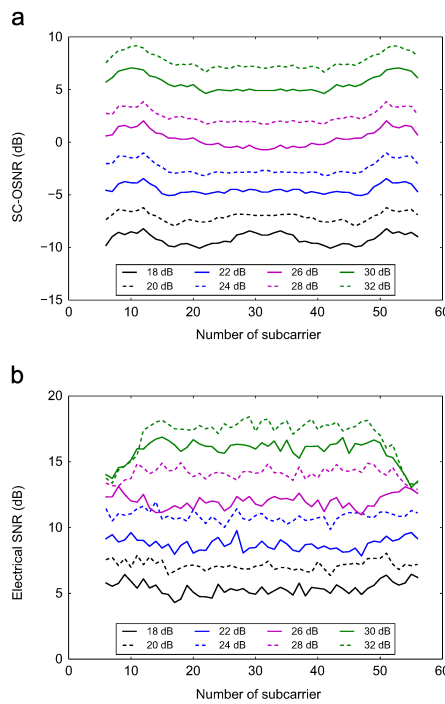 a
10
5
0
−5
−10
−15
SC-OSNR (dB)
18 dB 22 dB 26 dB 30 dB
20 dB 24 dB 28 dB 32 dB
0 10 20 30 40 50 60
Number of subcarrier
b
20
15
10
5
0
Electrical SNR (dB)
18 dB 22 dB 26 dB 30 dB
20 dB 24 dB 28 dB 32 dB
0 10 20 30 40 50 60
Number of subcarrier